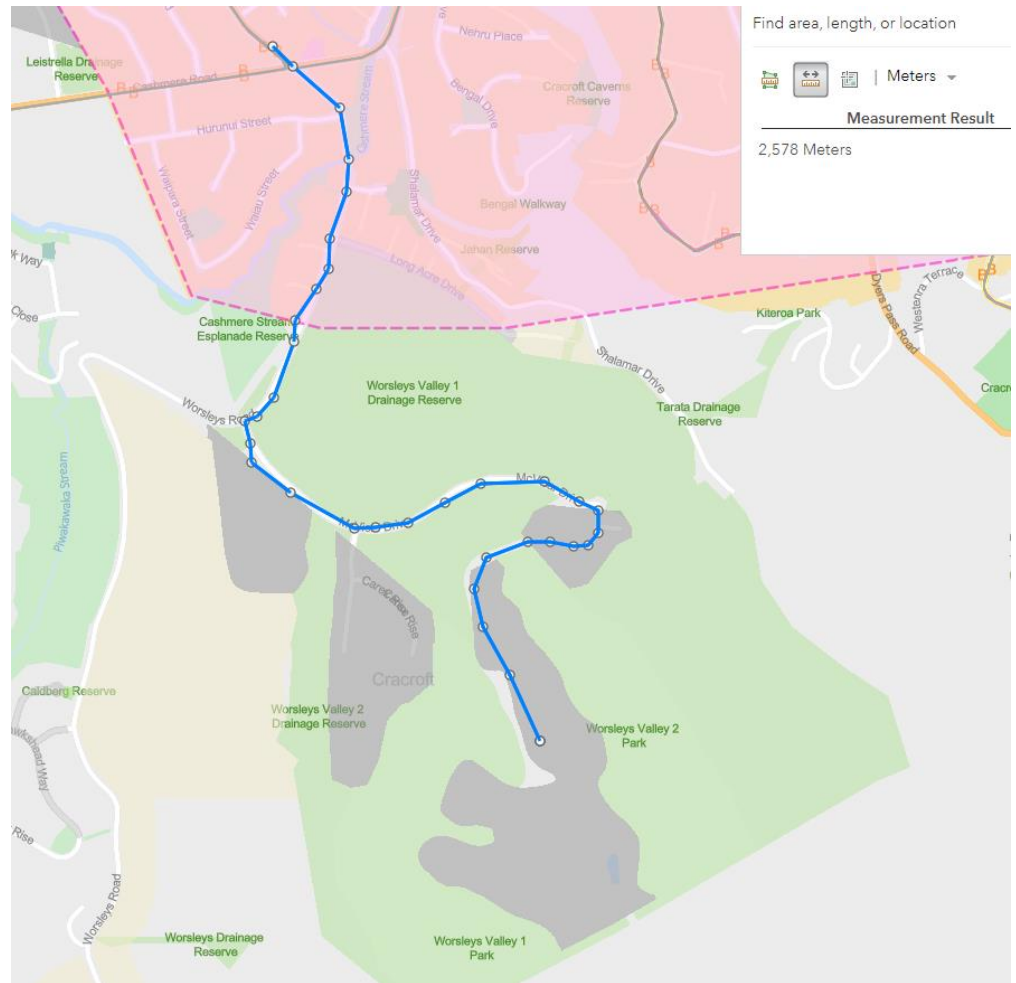 Find area, length, or location
Meters
Measurement Result
2,578 Meters
Nehru Place
Leistrella Drainage
Reserve
Cashmere Road
Cashmere Stream
Bengal Drive
Cracroft Caverns
Reserve
Hurunui Street
Waipara Street
Waiau Street
Shalamar Drive
Bengal Walkway
Jahan Reserve
Long Acre Drive
Way
Close
Cashmere Stream
Esplanade Reserve
Kiteroa Park
Dyers Pass Road
Westenra Terrace
Shalamar Drive
Worsleys Valley 1
Drainage Reserve
Tarata Drainage
Reserve
Worsleys Road
Piwakawaka Stream
Rise
Cracroft
Caldberg Reserve
Worsleys Valley 2
Drainage Reserve
Worsleys Valley 2
Park
Rise
Worsleys Road
Worsleys Drainage
Reserve
Worsleys Valley 1
Park